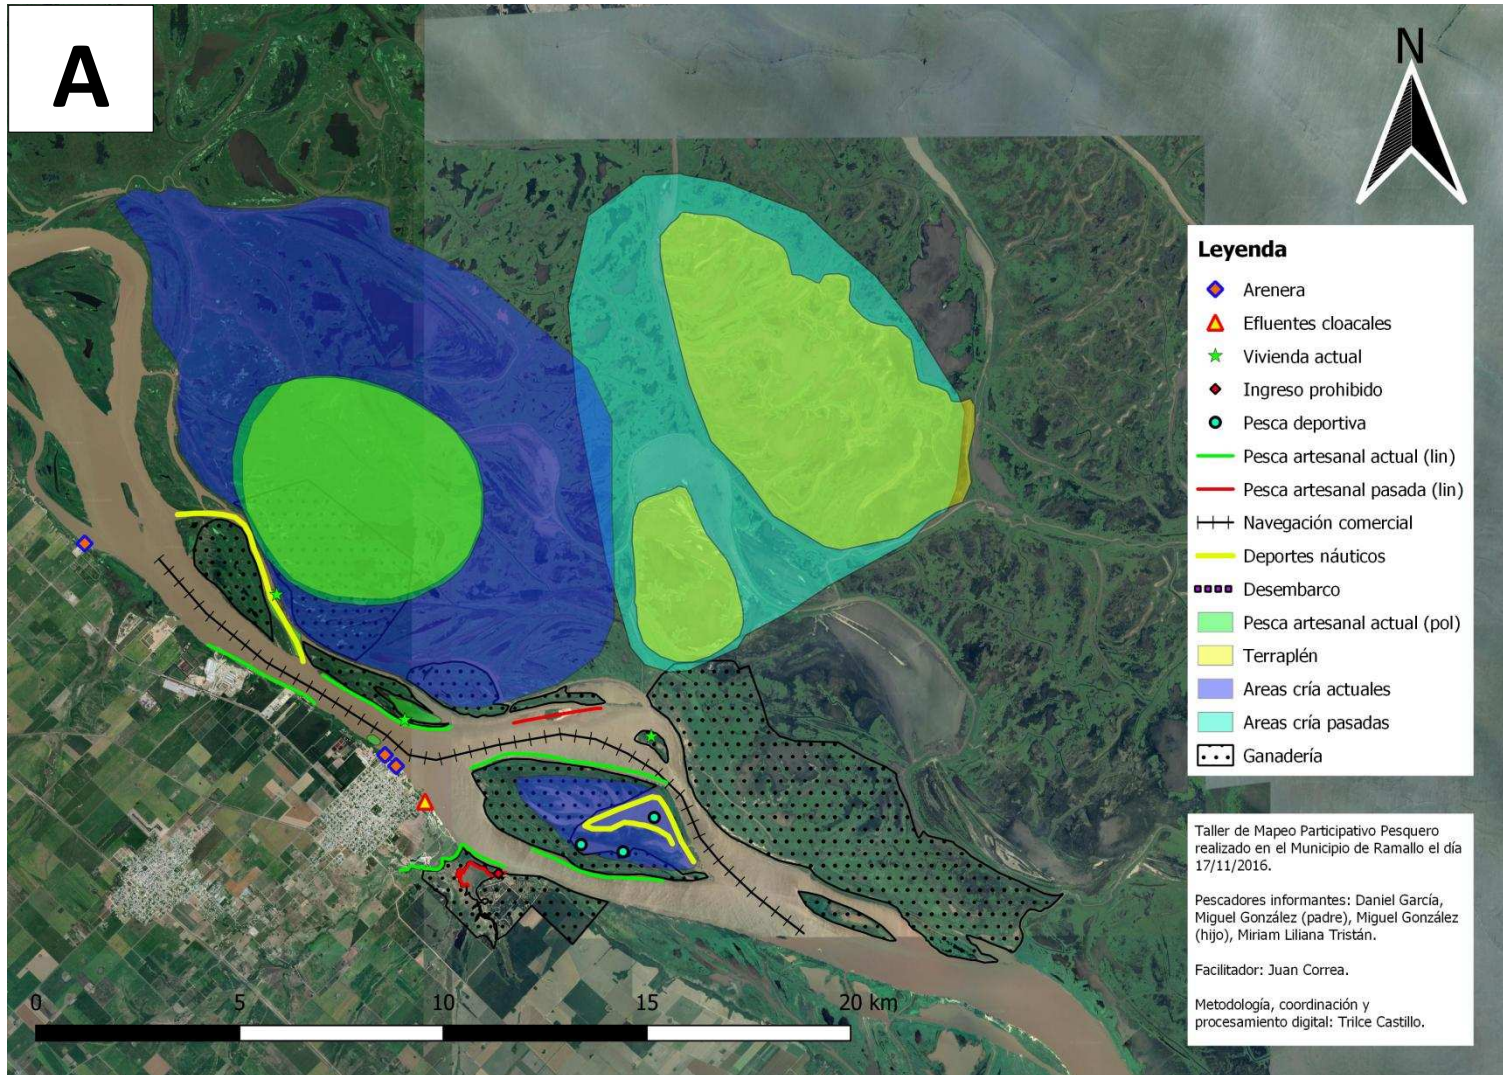 A
N
Leyenda
Arenera
Efluentes cloacales
Vivienda actual
Ingreso prohibido
Pesca deportiva
Pesca artesanal actual (lin)
Pesca artesanal pasada (lin)
Navegación comercial
Deportes náuticos
Desembarco
Pesca artesanal actual (pol)
Terraplén
Areas cría actuales
Areas cría pasadas
Ganadería
Taller de Mapeo Participativo Pesquero
realizado en el Municipio de Ramallo el día
17/11/2016.
Pescadores informantes: Daniel García,
Miguel González (padre), Miguel González
(hijo), Miriam Liliana Tristán.
Facilitador: Juan Correa.
Metodología, coordinación y
procesamiento digital: Trilce Castillo.
0 5 10 15 20 km